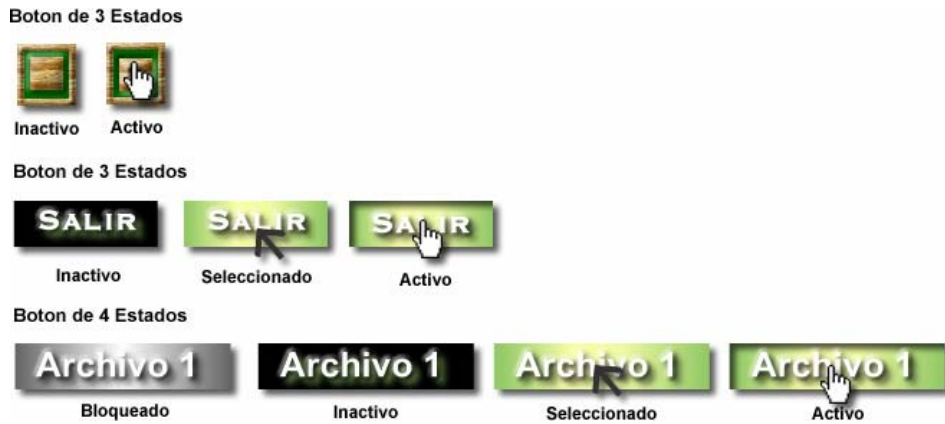 Boton de 3 Estados
Inactivo Activo
Boton de 3 Estados
SALIR SALIR SALIR
Inactivo Seleccionado Activo
Boton de 4 Estados
Archivo 1 Archivo 1 Archivo 1 Archivo 1
Bloqueado Inactivo Seleccionado Activo